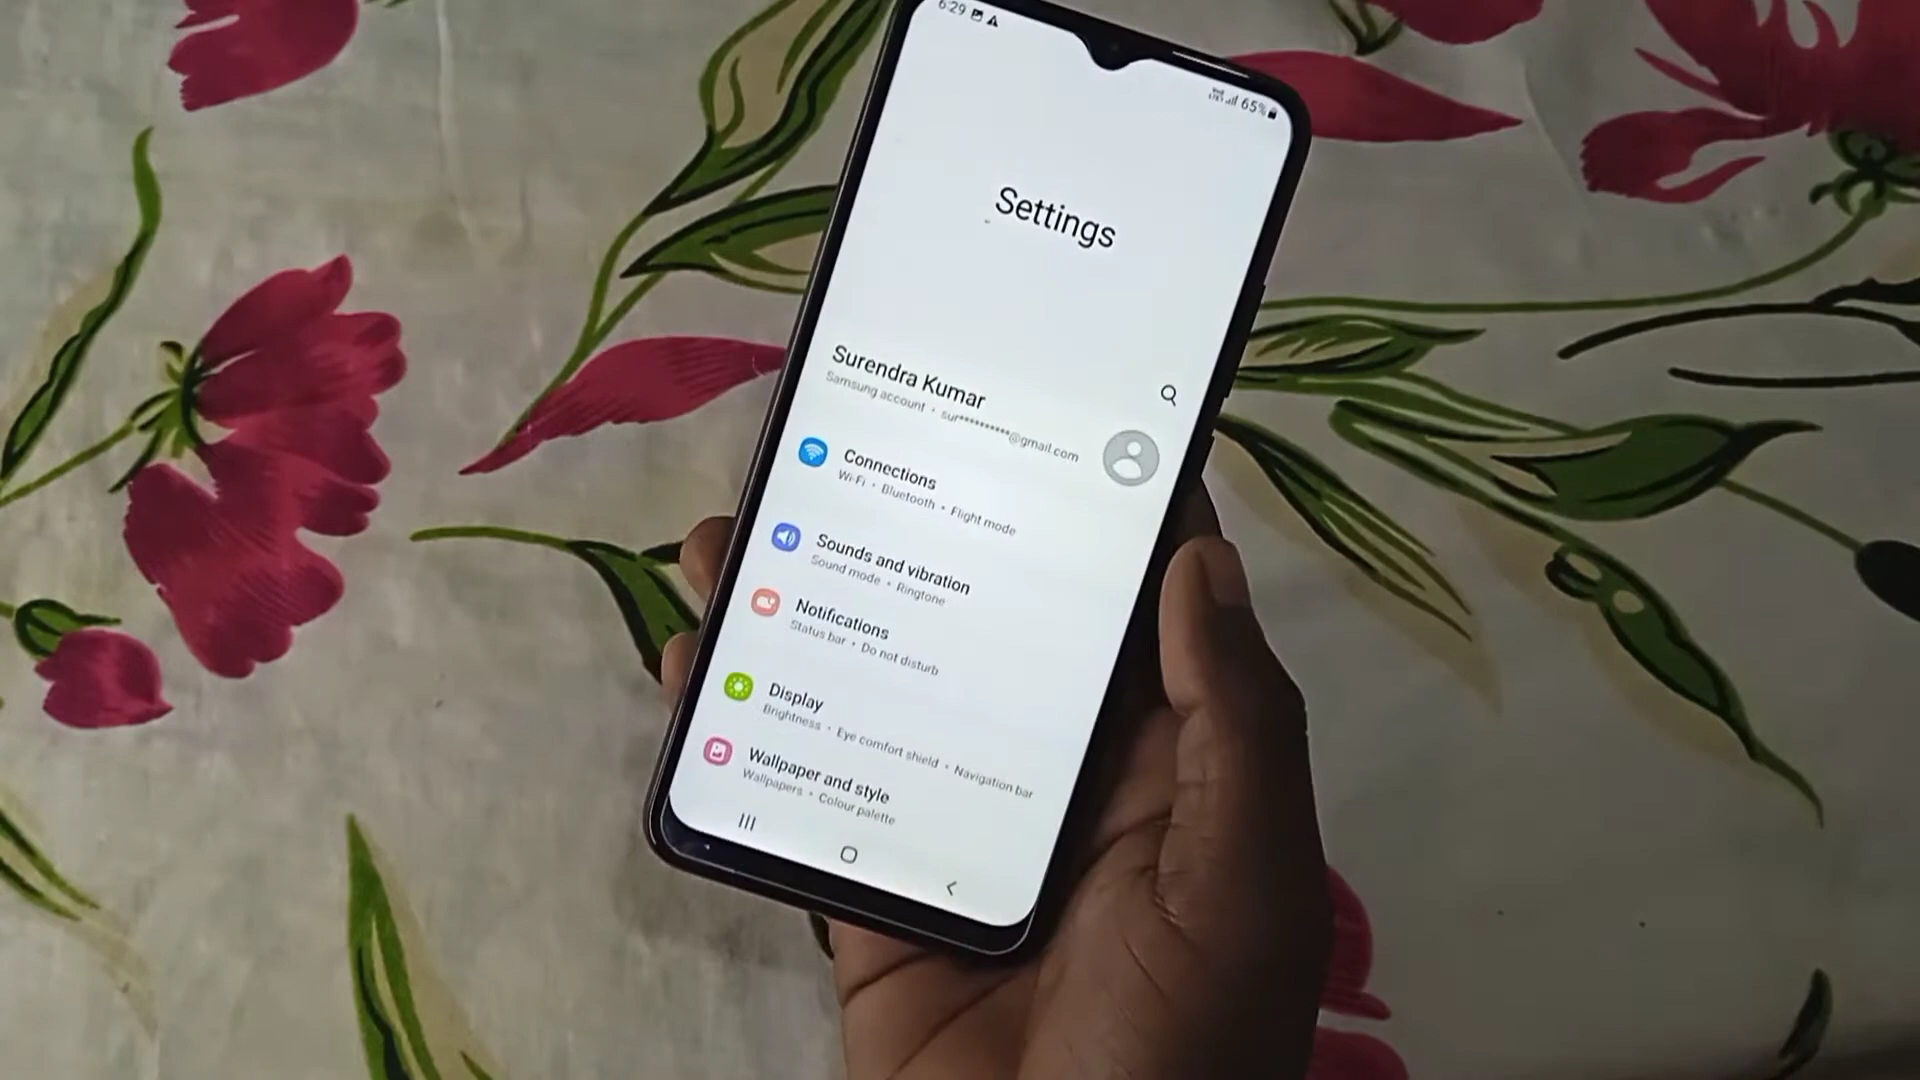 6:29
65%
Settings
Surendra Kumar
Samsung account • sur**********@gmail.com
Connections
Wi-Fi • Bluetooth • Flight mode
Sounds and vibration
Sound mode • Ringtone
Notifications
Status bar • Do not disturb
Display
Brightness • Eye comfort shield • Navigation bar
Wallpaper and style
Wallpapers • Colour palette